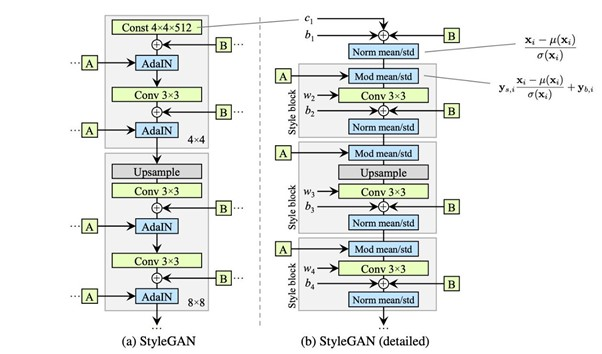 Const 4×4×512
B ...
... A
AdaIN
Conv 3×3
B ...
... A
AdaIN
4×4
Upsample
Conv 3×3
B ...
... A
AdaIN
Conv 3×3
B ...
... A
AdaIN
8×8
...
(a) StyleGAN
c₁
b₁
B
Norm mean/std
A
Mod mean/std
w₂
Conv 3×3
b₂
B
Norm mean/std
Style block
A
Mod mean/std
Upsample
w₃
Conv 3×3
b₃
B
Norm mean/std
Style block
A
Mod mean/std
w₄
Conv 3×3
b₄
B
Norm mean/std
Style block
...
(b) StyleGAN (detailed)
xᵢ − μ(xᵢ)
σ(xᵢ)
y_{s,i} xᵢ − μ(xᵢ) + y_{b,i}
σ(xᵢ)